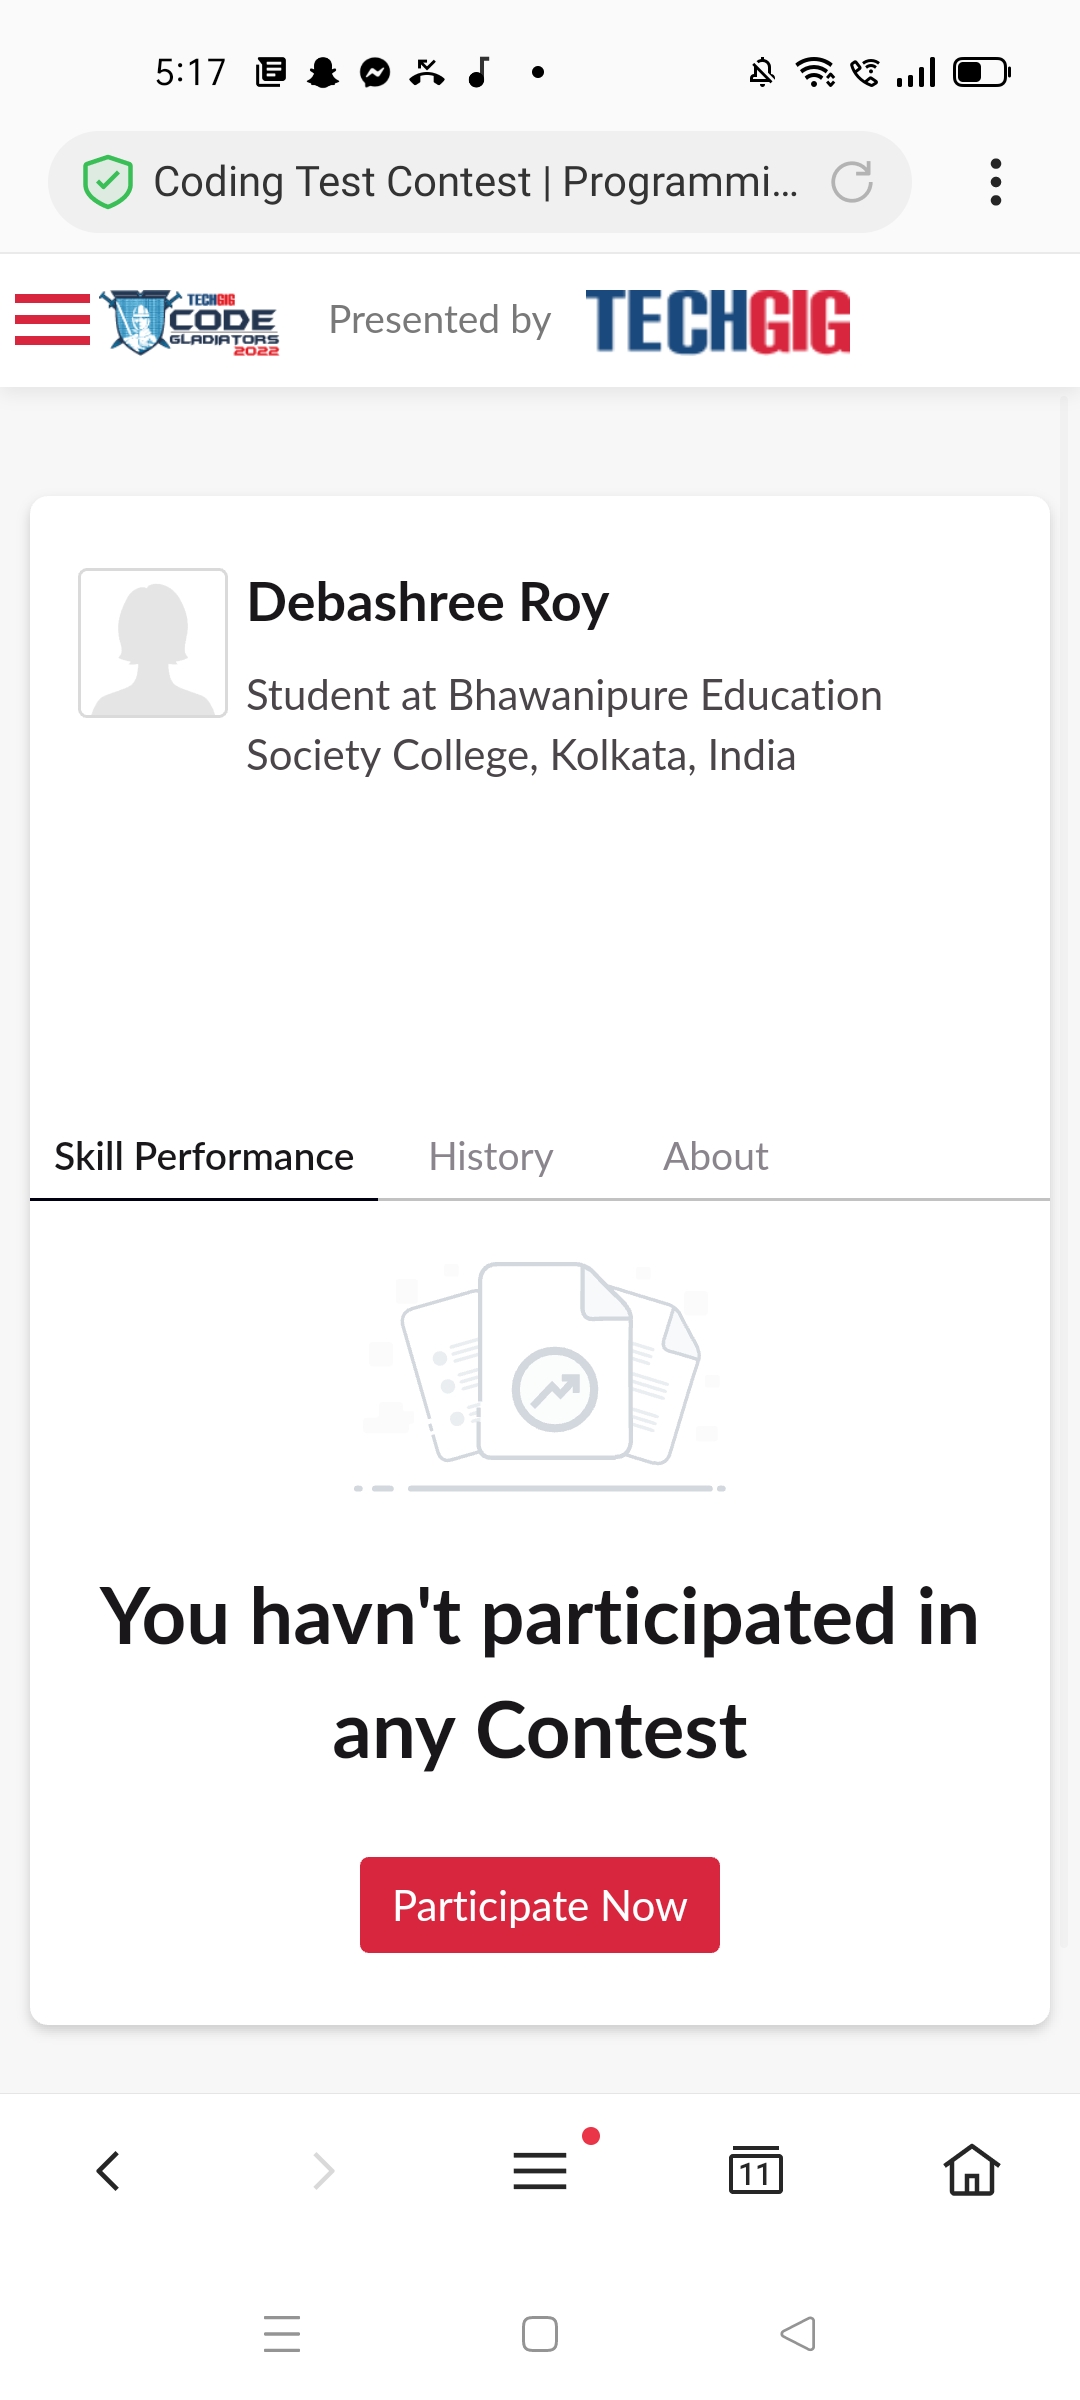 5:17
Coding Test Contest | Programmi...
TECHGIG
CODE
GLADIATORS
2022
Presented by
TECHGIG
Debashree Roy
Student at Bhawanipure Education
Society College, Kolkata, India
Skill Performance History About
You havn't participated in
any Contest
Participate Now
11